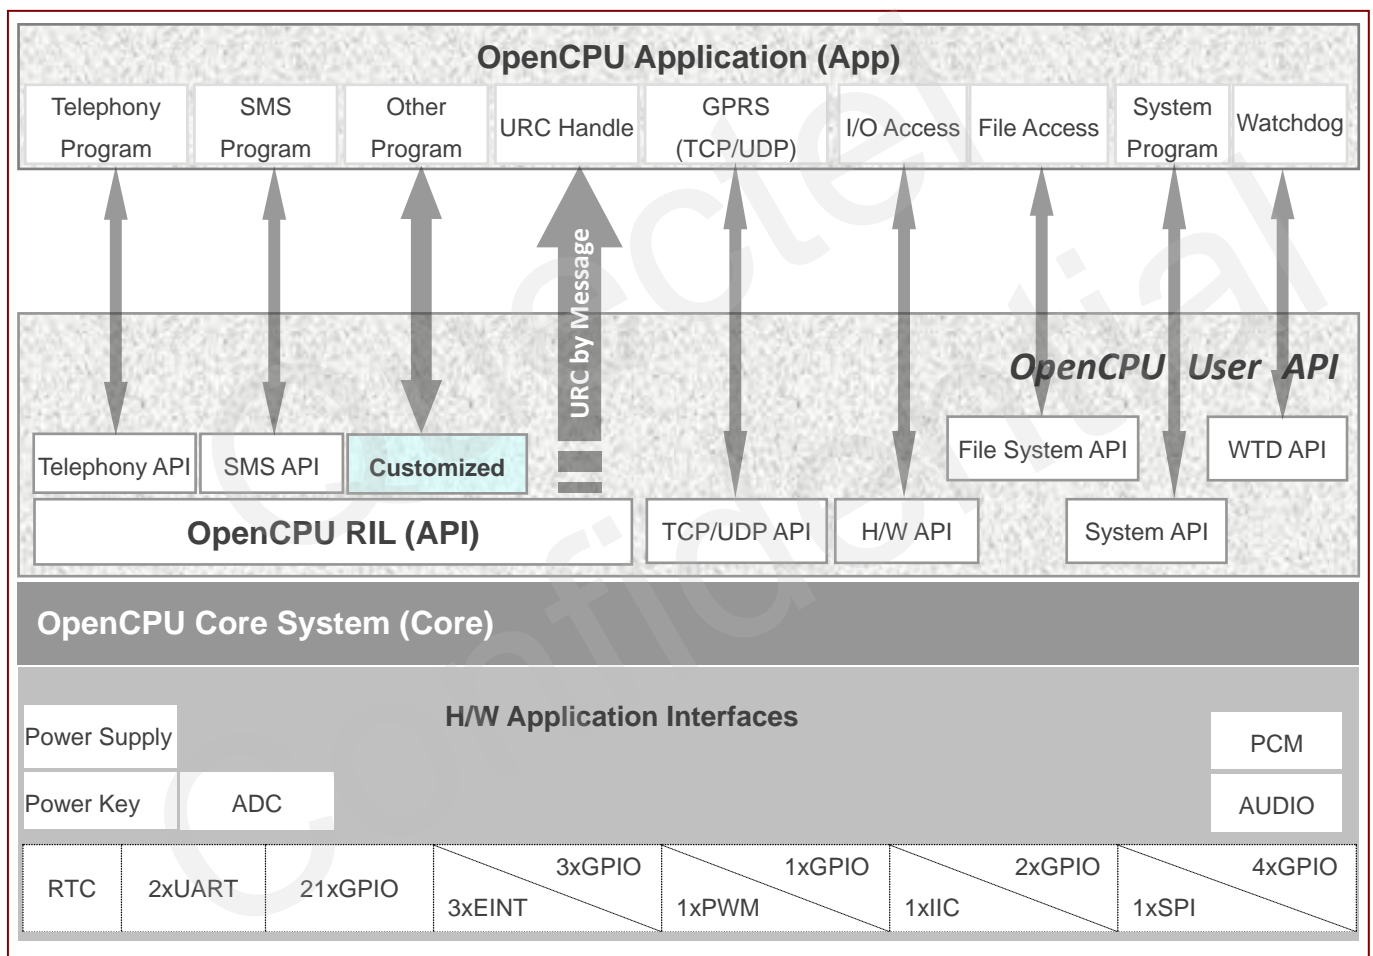 OpenCPU Application (App)
Telephony
Program
SMS
Program
Other
Program
URC Handle
GPRS
(TCP/UDP)
I/O Access
File Access
System
Program
Watchdog
URC by Message
OpenCPU User API
Telephony API
SMS API
Customized
File System API
WTD API
OpenCPU RIL (API)
TCP/UDP API
H/W API
System API
OpenCPU Core System (Core)
H/W Application Interfaces
Power Supply
PCM
Power Key
ADC
AUDIO
RTC
2xUART
21xGPIO
3xGPIO
3xEINT
1xGPIO
1xPWM
2xGPIO
1xIIC
4xGPIO
1xSPI
Confidential